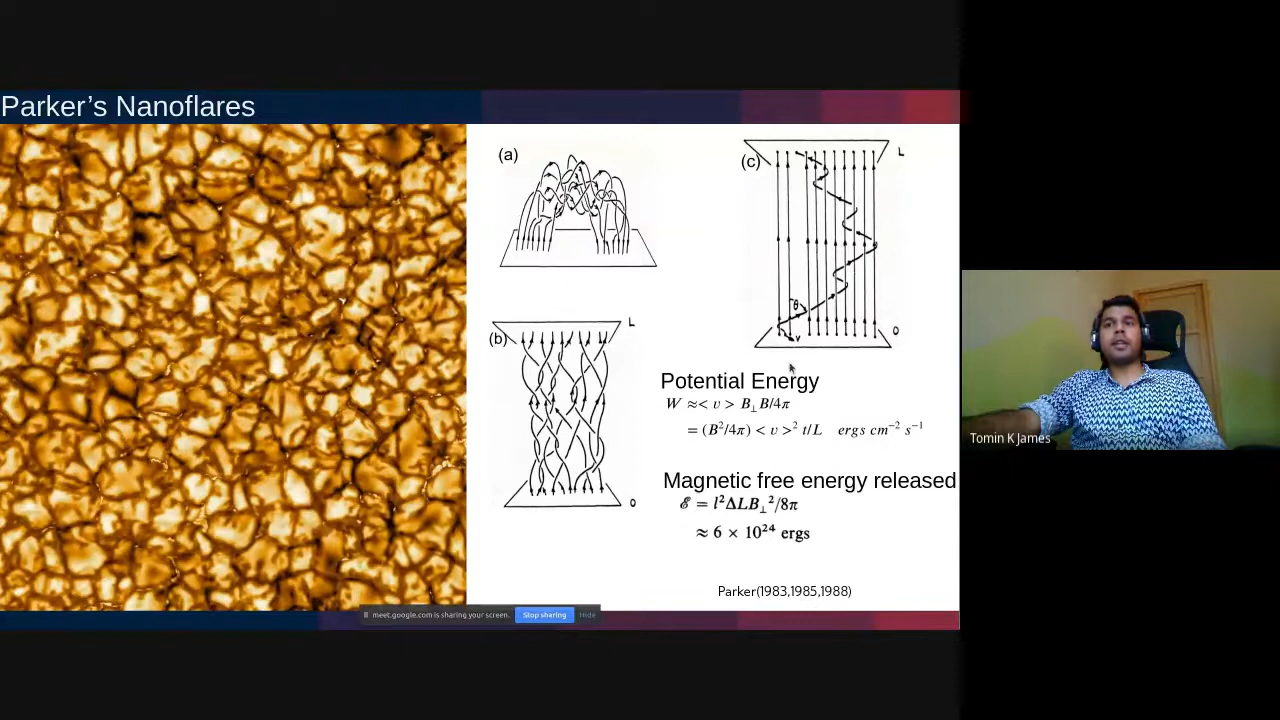 Parker’s Nanoflares
(a)
(b)
L
O
(c)
L
θ
v
O
Potential Energy
W ≈< υ > B⊥B/4π
= (B²/4π) < υ >² t/L ergs cm⁻² s⁻¹
Magnetic free energy released
ℰ = l²ΔLB⊥²/8π
≈ 6 × 10²⁴ ergs
Parker(1983,1985,1988)
meet.google.com is sharing your screen.
Stop sharing
Hide
Tomin K James